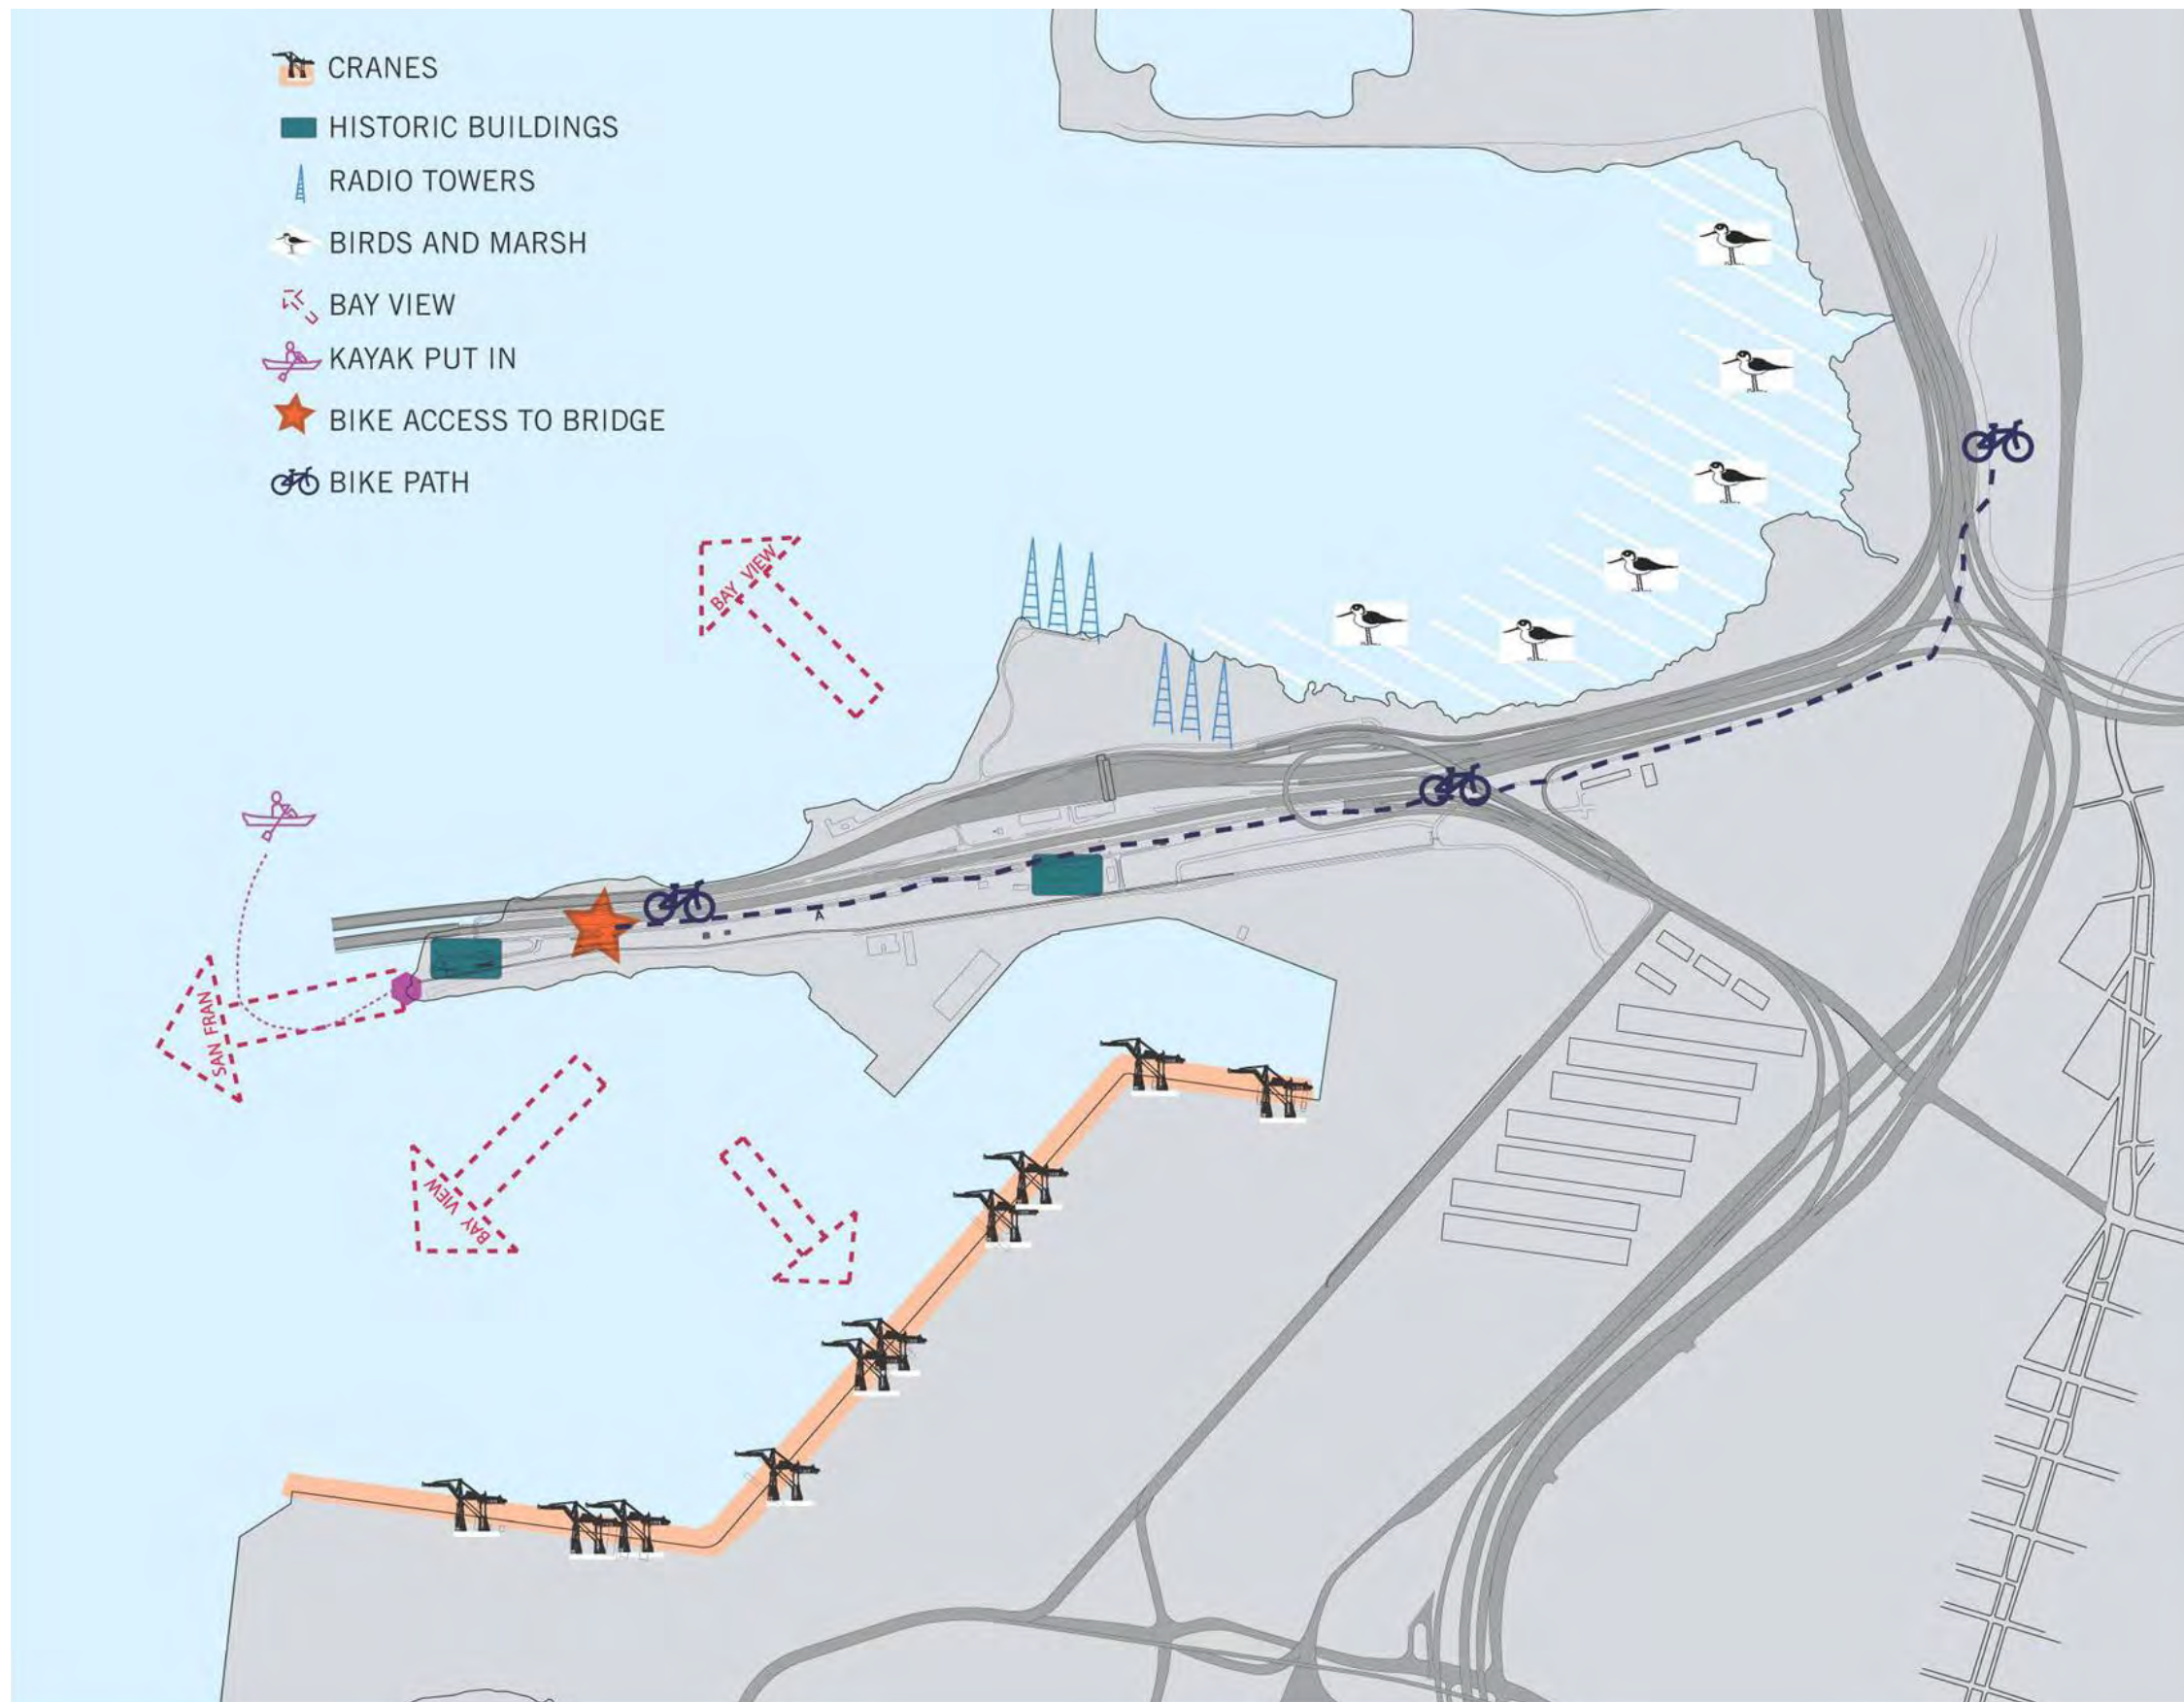 CRANES
HISTORIC BUILDINGS
RADIO TOWERS
BIRDS AND MARSH
BAY VIEW
KAYAK PUT IN
BIKE ACCESS TO BRIDGE
BIKE PATH
BAY VIEW
SAN FRAN
BAY VIEW